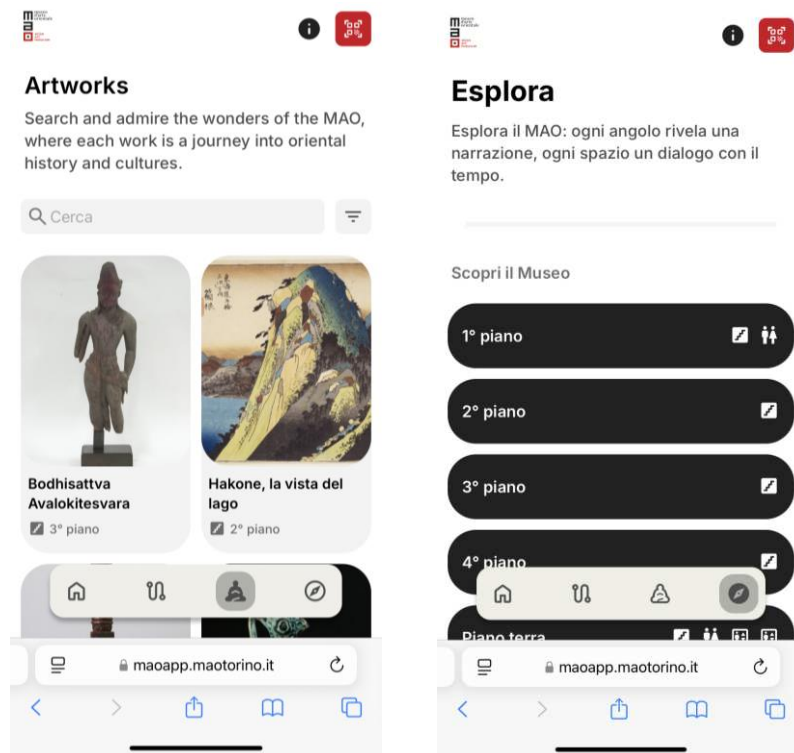 mao
Artworks
Search and admire the wonders of the MAO,
where each work is a journey into oriental
history and cultures.
Cerca
Bodhisattva
Avalokitesvara
3° piano
Hakone, la vista del
lago
2° piano
maoapp.maotorino.it
mao
Esplora
Esplora il MAO: ogni angolo rivela una
narrazione, ogni spazio un dialogo con il
tempo.
Scopri il Museo
1° piano
2° piano
3° piano
4° piano
Piano terra
maoapp.maotorino.it